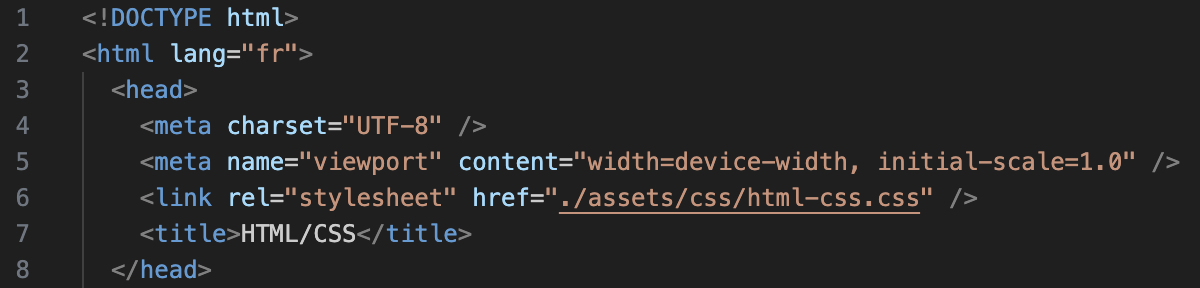 1 <!DOCTYPE html>
2 <html lang="fr">
3 <head>
4 <meta charset="UTF-8" />
5 <meta name="viewport" content="width=device-width, initial-scale=1.0" />
6 <link rel="stylesheet" href="./assets/css/html-css.css" />
7 <title>HTML/CSS</title>
8 </head>